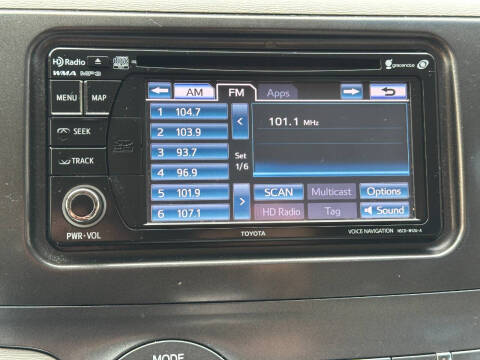 HD Radio
gracenote
WMA MP3
AM FM Apps
MENU MAP
1 104.7
2 103.9
3 93.7
4 96.9
5 101.9
6 107.1
101.1 MHz
SEEK
TRACK
Set
1/6
SCAN Multicast Options
HD Radio Tag Sound
PWR·VOL
TOYOTA
VOICE NAVIGATION
MODE